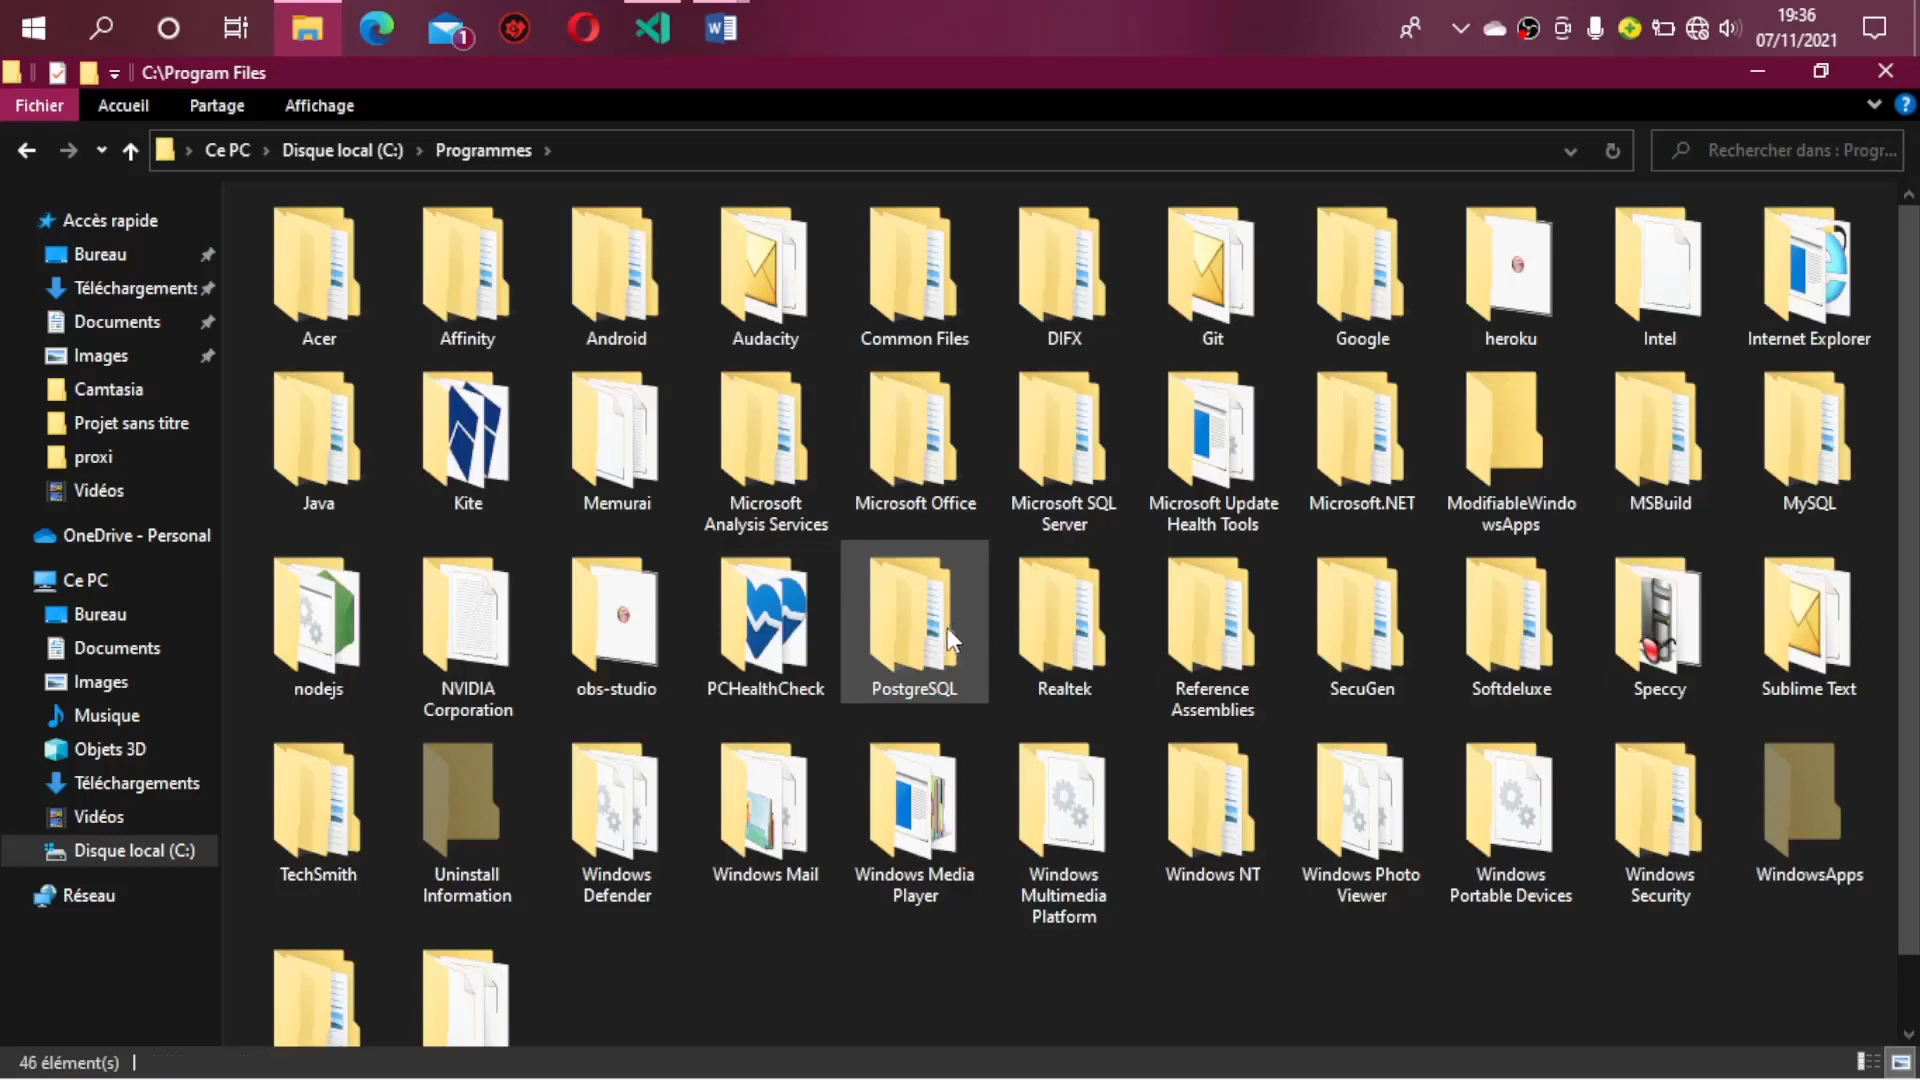 1
19:36
07/11/2021
C:\Program Files
Fichier Accueil Partage Affichage
Ce PC Disque local (C:) Programmes
Rechercher dans : Progr...
Accès rapide
Bureau
Téléchargements
Documents
Images
Camtasia
Projet sans titre
proxi
Vidéos
OneDrive - Personal
Ce PC
Bureau
Documents
Images
Musique
Objets 3D
Téléchargements
Vidéos
Disque local (C:)
Réseau
Acer Affinity Android Audacity Common Files DIFX Git Google heroku Intel Internet Explorer
Java Kite Memurai Microsoft Microsoft Office Microsoft SQL Microsoft Update Microsoft.NET ModifiableWindo MSBuild MySQL
Analysis Services Server Health Tools wsApps
nodejs NVIDIA obs-studio PCHealthCheck PostgreSQL Realtek Reference SecuGen Softdeluxe Speccy Sublime Text
Corporation Assemblies
TechSmith Uninstall Windows Windows Mail Windows Media Windows Windows NT Windows Photo Windows Windows WindowsApps
Information Defender Player Multimedia Viewer Portable Devices Security
Platform
46 élément(s)